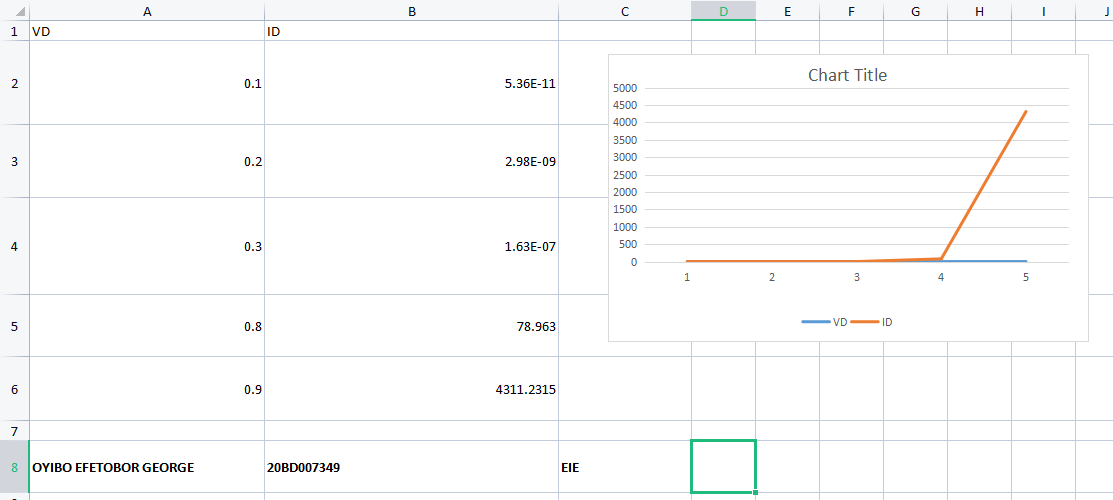 A B C D E F G H I J
1 VD ID
2 0.1 5.36E-11
3 0.2 2.98E-09
4 0.3 1.63E-07
5 0.8 78.963
6 0.9 4311.2315
7
8 OYIBO EFETOBOR GEORGE 20BD007349 EIE
Chart Title
5000
4500
4000
3500
3000
2500
2000
1500
1000
500
0
1 2 3 4 5
VD ID